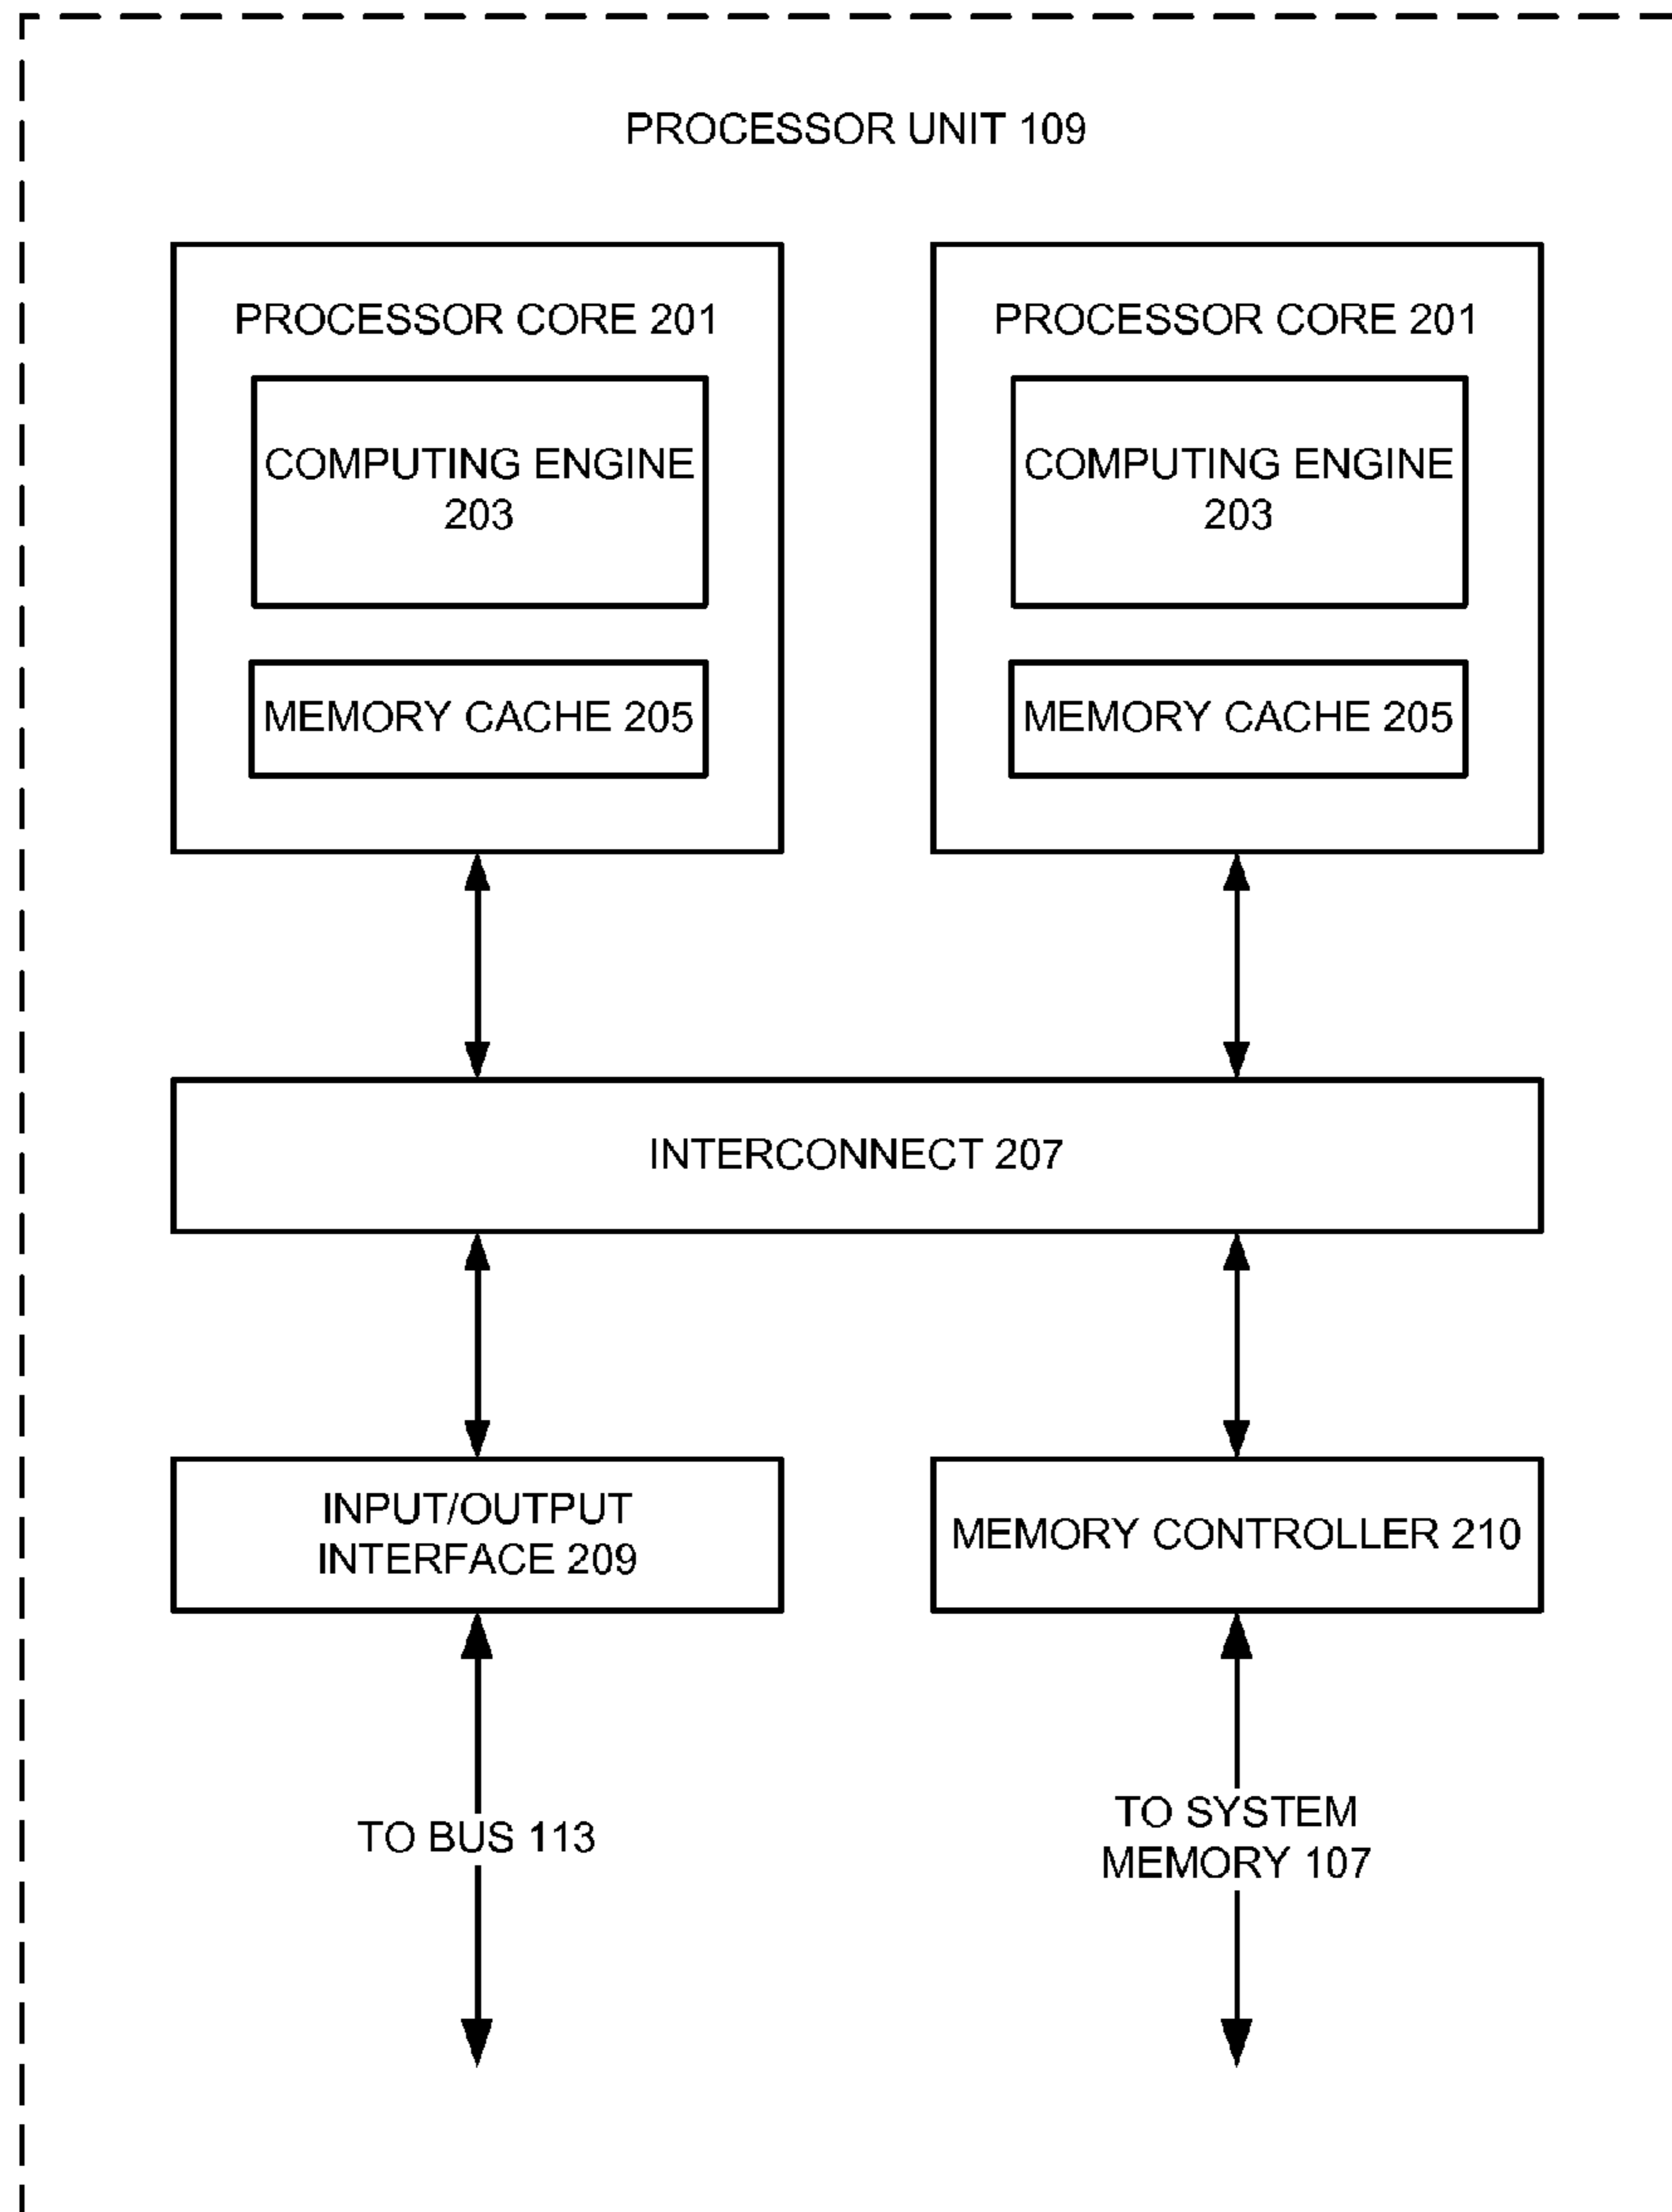 PROCESSOR UNIT 109
PROCESSOR CORE 201
COMPUTING ENGINE
203
MEMORY CACHE 205
PROCESSOR CORE 201
COMPUTING ENGINE
203
MEMORY CACHE 205
INTERCONNECT 207
INPUT/OUTPUT
INTERFACE 209
MEMORY CONTROLLER 210
TO BUS 113
TO SYSTEM
MEMORY 107